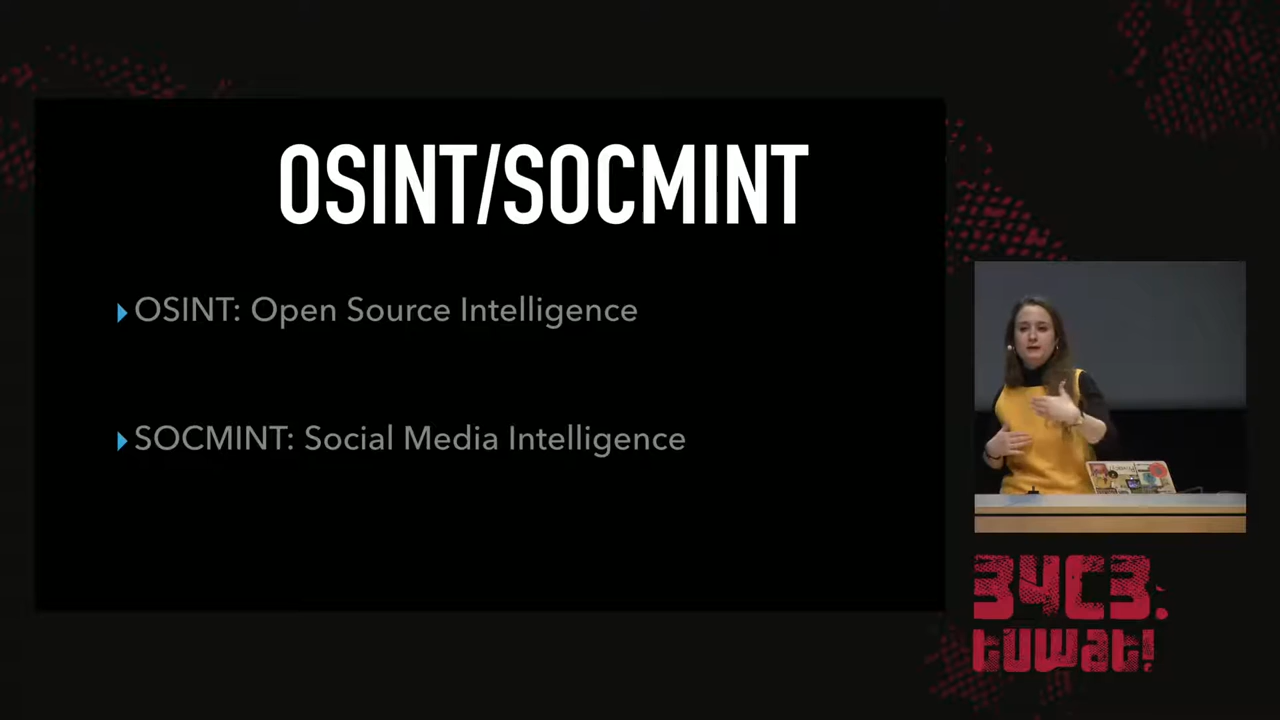 OSINT/SOCMINT
OSINT: Open Source Intelligence
SOCMINT: Social Media Intelligence
34C3:
tuwat!